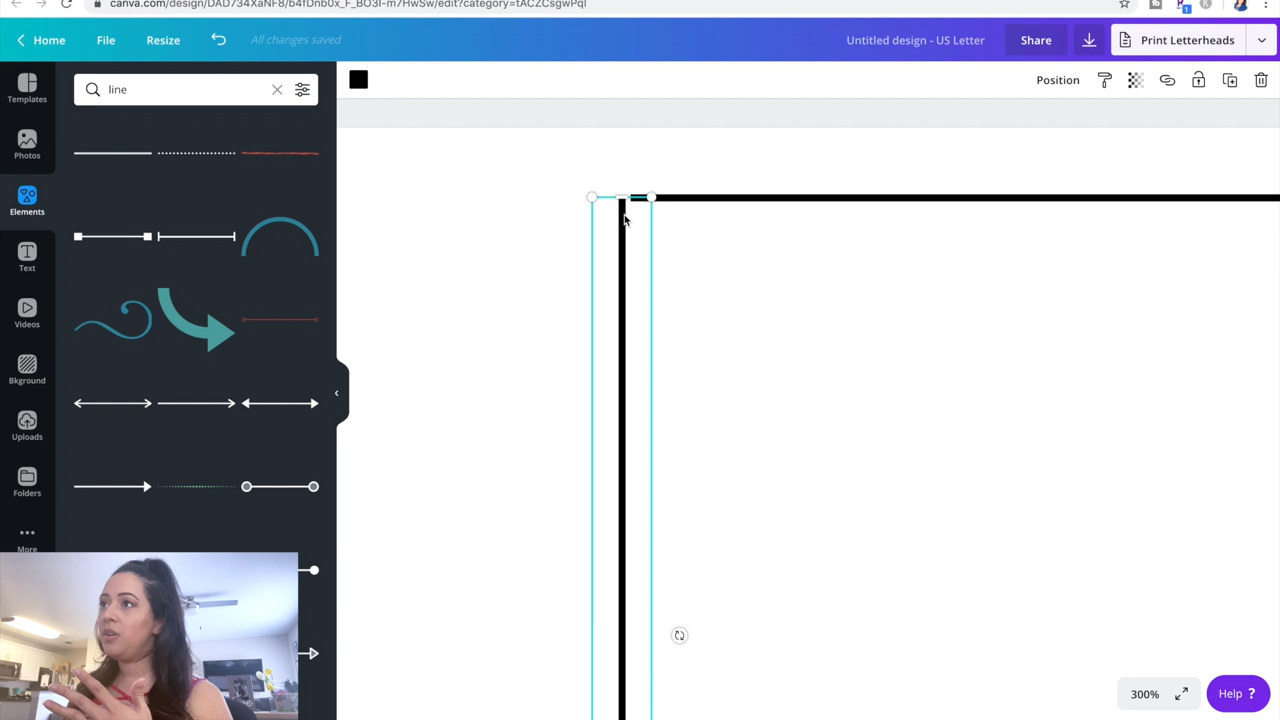 canva.com/design/DAD734XaNF8/b4fDnb0x_F_BO3I-m7HwSw/edit?category=tACZCsgwPqI
Home File Resize All changes saved Untitled design - US Letter Share Print Letterheads
Templates
line
Position
Photos
Elements
Text
Videos
Bkground
Uploads
Folders
More
300%
Help ?